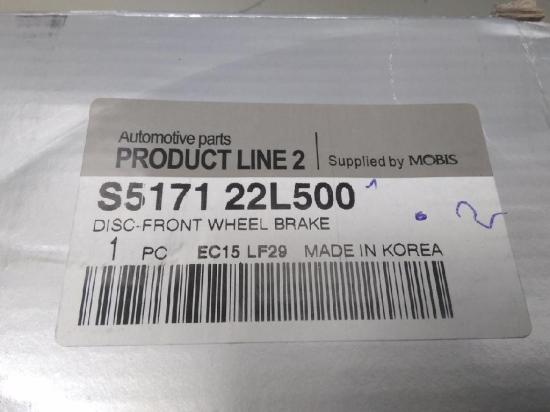 Automotive parts
PRODUCT LINE 2
Supplied by MOBIS
S5171 22L500
DISC-FRONT WHEEL BRAKE
1 PC EC15 LF29 MADE IN KOREA